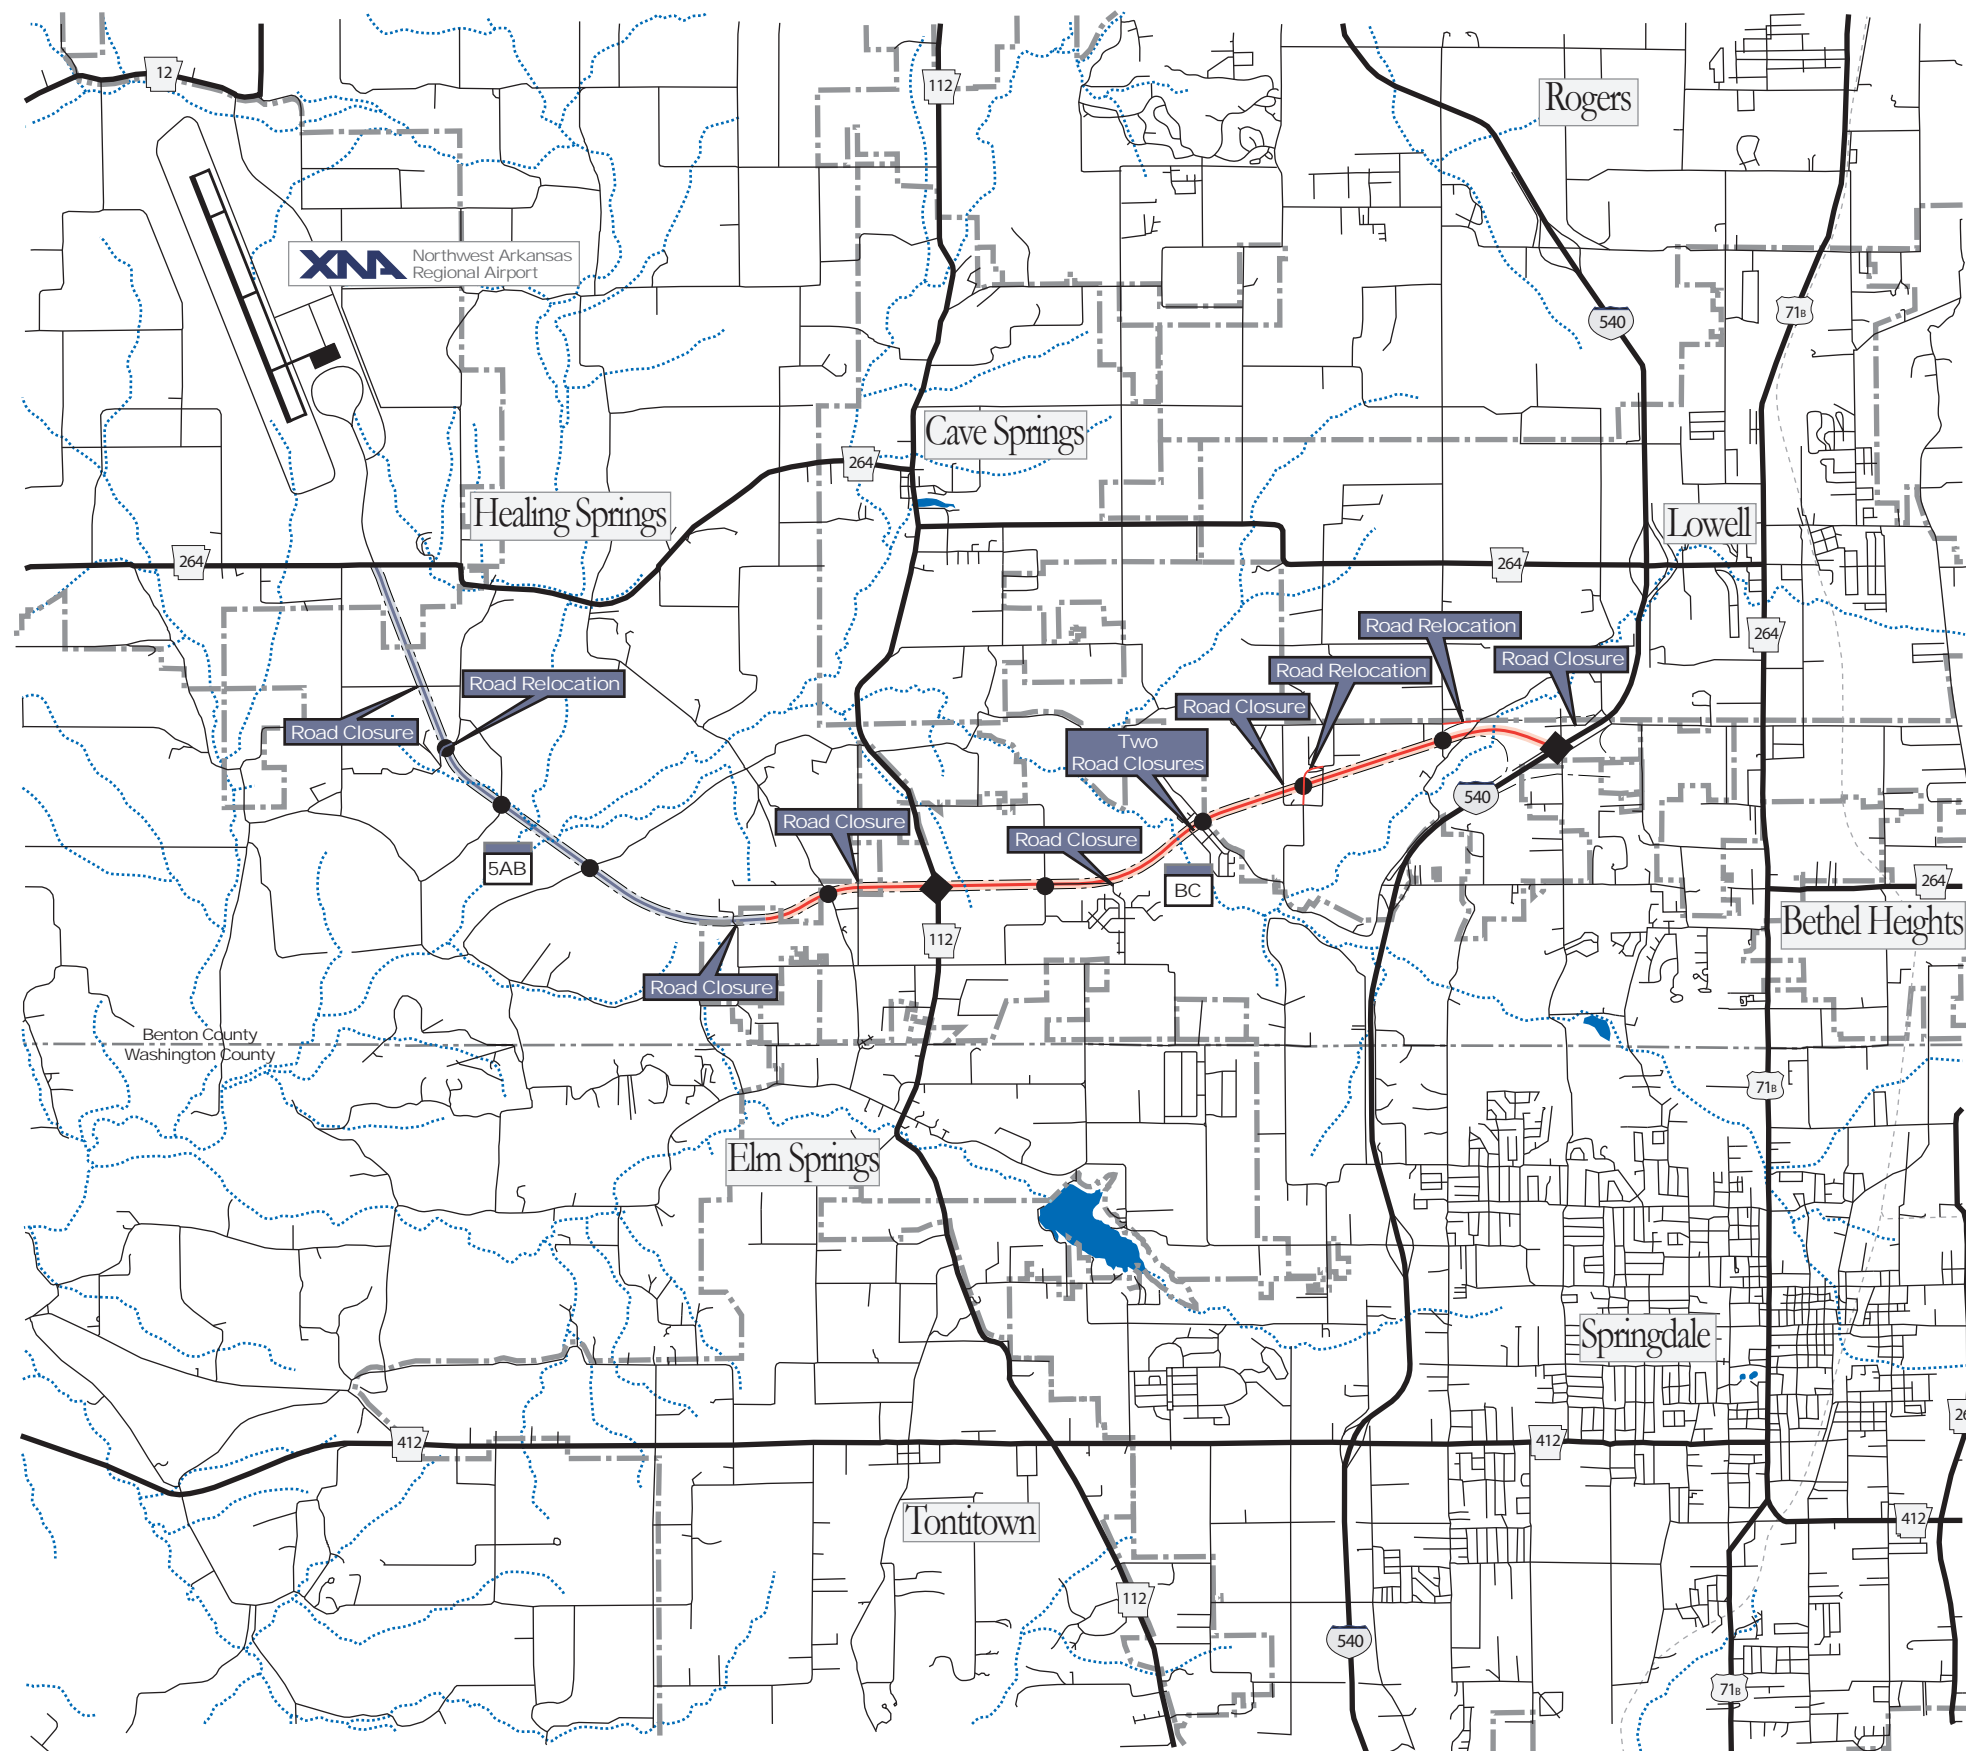 12
112
Rogers
XNA Northwest Arkansas
Regional Airport
540
71B
Cave Springs
264
Healing Springs
Lowell
264
264
264
Road Relocation
Road Closure
Road Relocation
Road Relocation
Road Closure
Road Closure
Two
Road Closures
540
Road Closure
Road Closure
5AB
BC
264
Bethel Heights
112
Road Closure
Benton County
Washington County
71B
Elm Springs
Springdale
26
412
412
Tontitown
412
112
540
71B